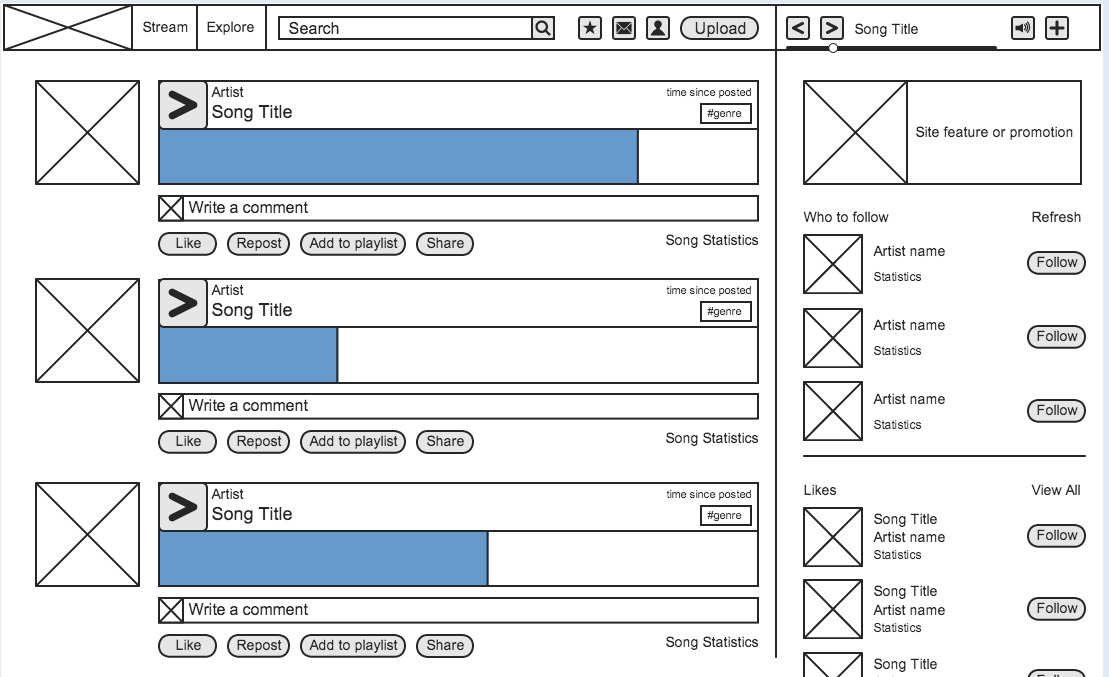 Stream
Explore
Search
Upload
Song Title
Artist
Song Title
time since posted
#genre
Write a comment
Like
Repost
Add to playlist
Share
Song Statistics
Artist
Song Title
time since posted
#genre
Write a comment
Like
Repost
Add to playlist
Share
Song Statistics
Artist
Song Title
time since posted
#genre
Write a comment
Like
Repost
Add to playlist
Share
Song Statistics
Site feature or promotion
Who to follow
Refresh
Artist name
Statistics
Follow
Artist name
Statistics
Follow
Artist name
Statistics
Follow
Likes
View All
Song Title
Artist name
Statistics
Follow
Song Title
Artist name
Statistics
Follow
Song Title